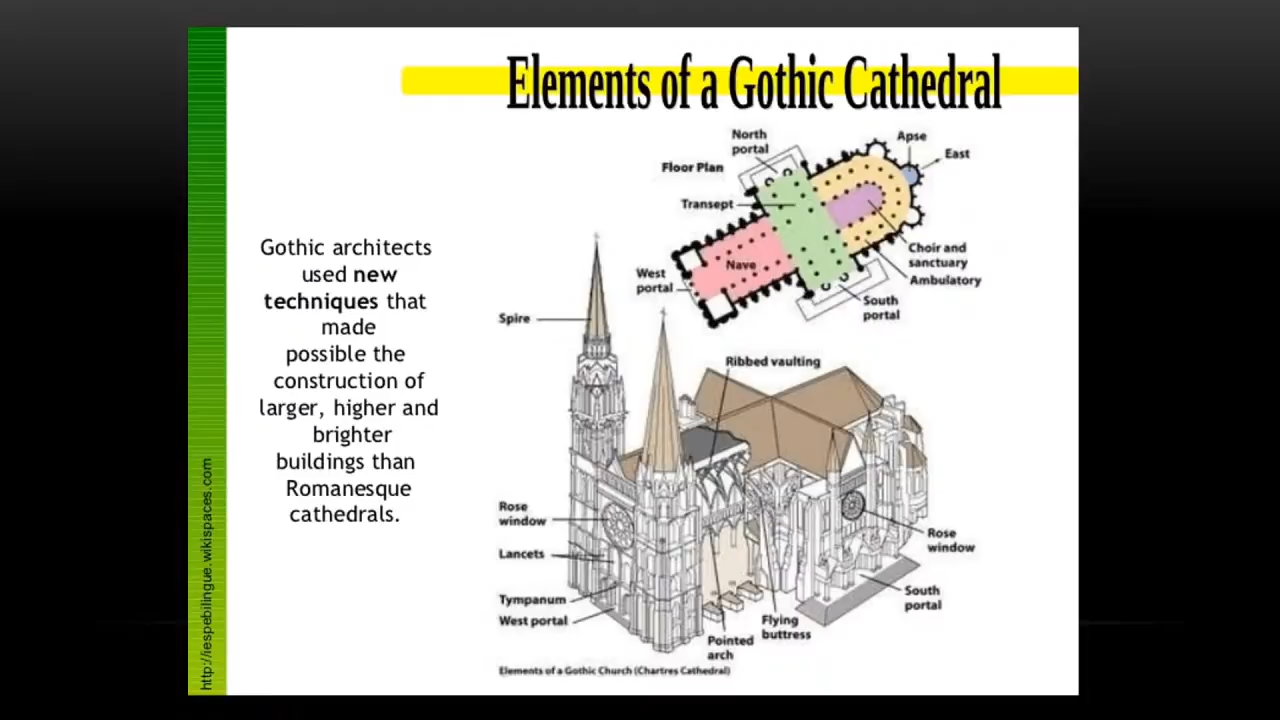 Elements of a Gothic Cathedral
Gothic architects
used new
techniques that
made
possible the
construction of
larger, higher and
brighter
buildings than
Romanesque
cathedrals.
http://iespebilingue.wikispaces.com
North
portal
Apse
East
Floor Plan
Transept
Choir and
sanctuary
Nave
West
portal
Ambulatory
South
portal
Spire
Ribbed vaulting
Rose
window
Rose
window
Lancets
Tympanum
West portal
South
portal
Flying
buttress
Pointed
arch
Elements of a Gothic Church (Chartres Cathedral)